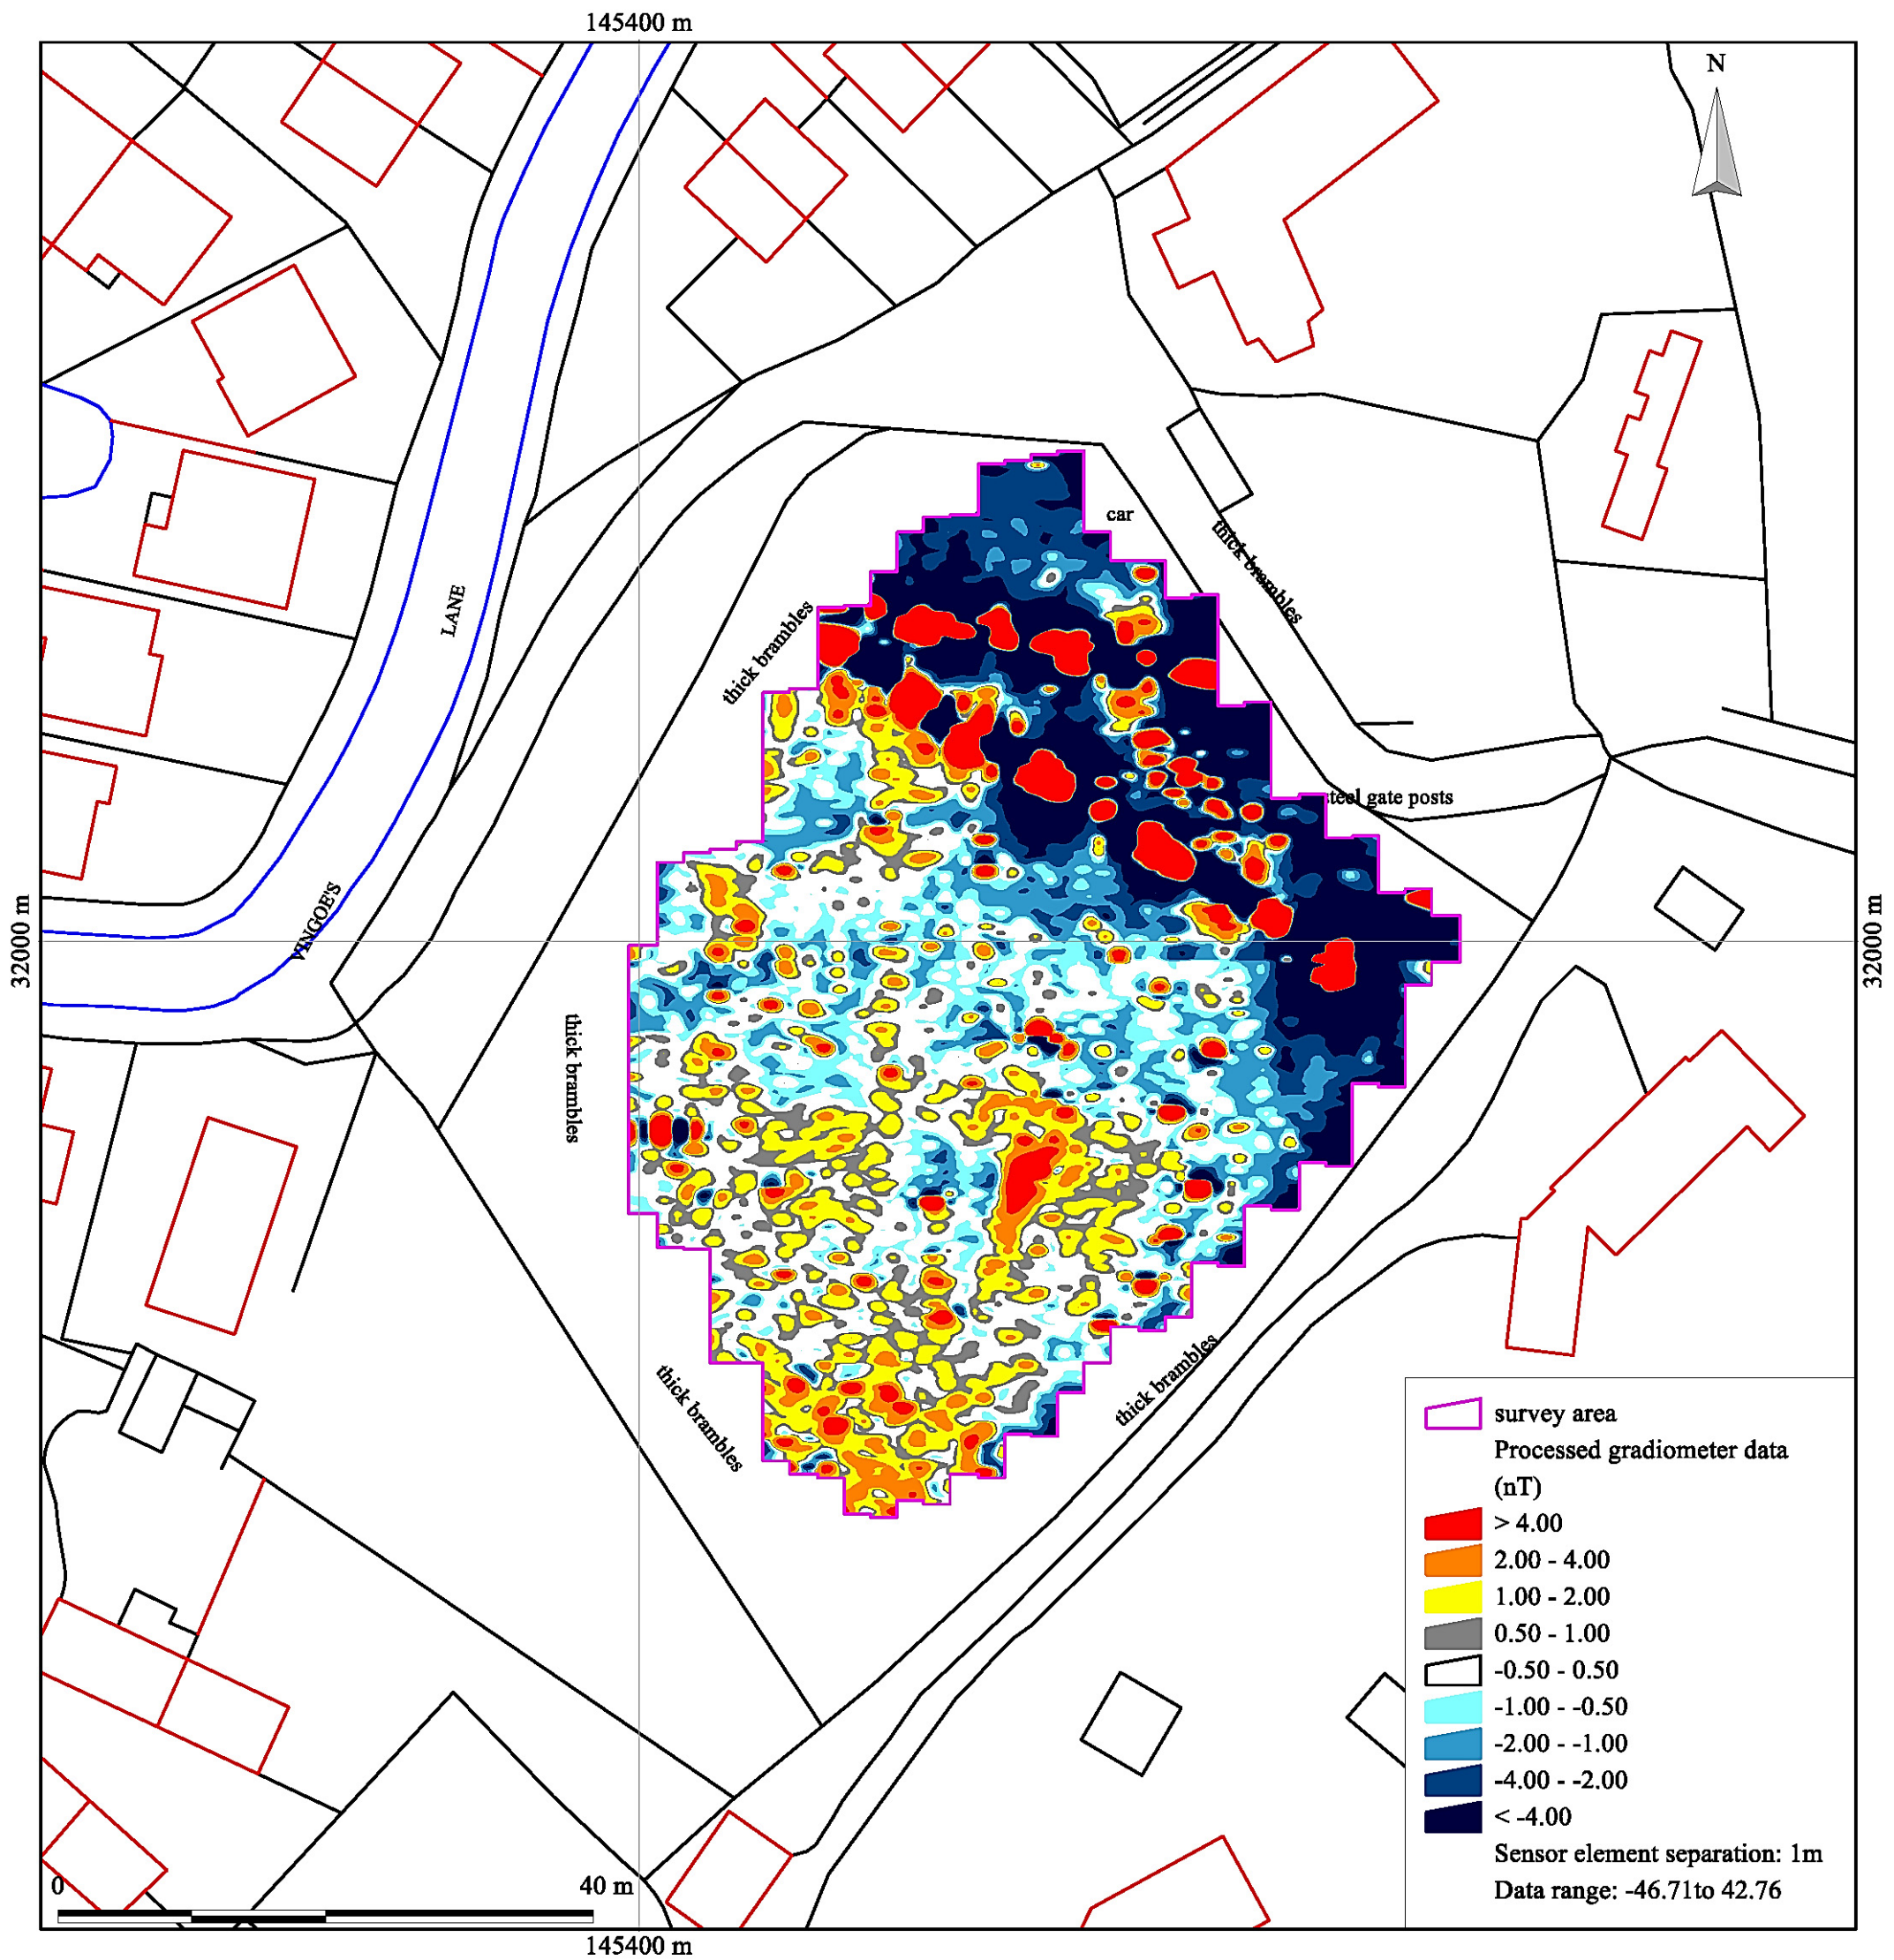 145400 m
N
car
thick brambles
LANE
thick brambles
steel gate posts
VINGOE'S
32000 m
32000 m
thick brambles
thick brambles
thick brambles
survey area
Processed gradiometer data
(nT)
> 4.00
2.00 - 4.00
1.00 - 2.00
0.50 - 1.00
-0.50 - 0.50
-1.00 - -0.50
-2.00 - -1.00
-4.00 - -2.00
< -4.00
Sensor element separation: 1m
Data range: -46.71to 42.76
0 40 m
145400 m